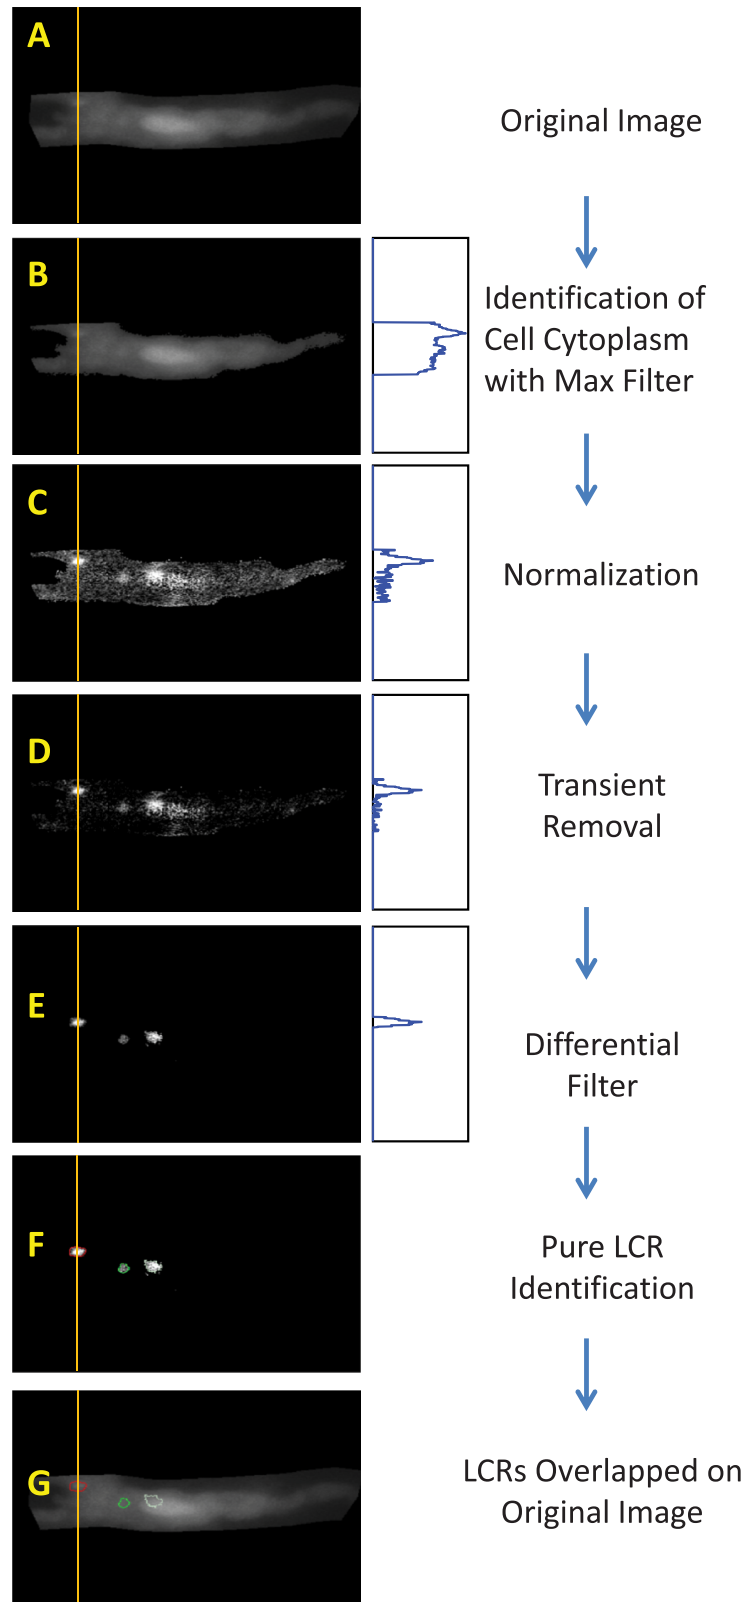 A
Original Image
B
Identification of
Cell Cytoplasm
with Max Filter
C
Normalization
D
Transient
Removal
E
Differential
Filter
F
Pure LCR
Identification
G
LCRs Overlapped on
Original Image